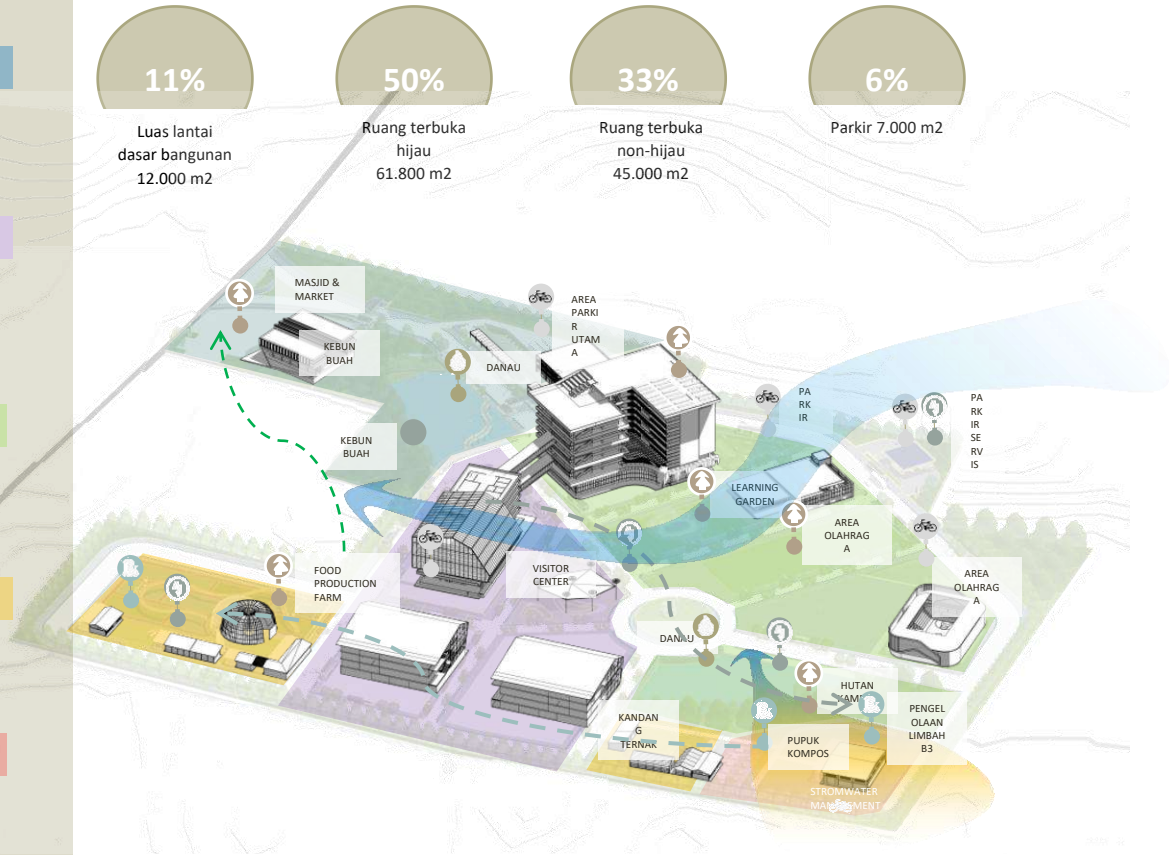 11%
50%
33%
6%
Luas lantai
dasar bangunan
12.000 m2
Ruang terbuka
hijau
61.800 m2
Ruang terbuka
non-hijau
45.000 m2
Parkir 7.000 m2
MASJID &
MARKET
KEBUN
BUAH
AREA
PARKI
R
UTAM
A
DANAU
KEBUN
BUAH
PA
RK
IR
PA
RK
IR
SE
RV
IS
LEARNING
GARDEN
AREA
OLAHRAG
A
AREA
OLAHRAG
A
FOOD
PRODUCTION
FARM
VISITOR
CENTER
DANAU
HUTAN
KANDAN
G
TERNAK
PUPUK
KOMPOS
PENGEL
OLAAN
LIMBAH
B3
STROMWATER
MANAGEMENT